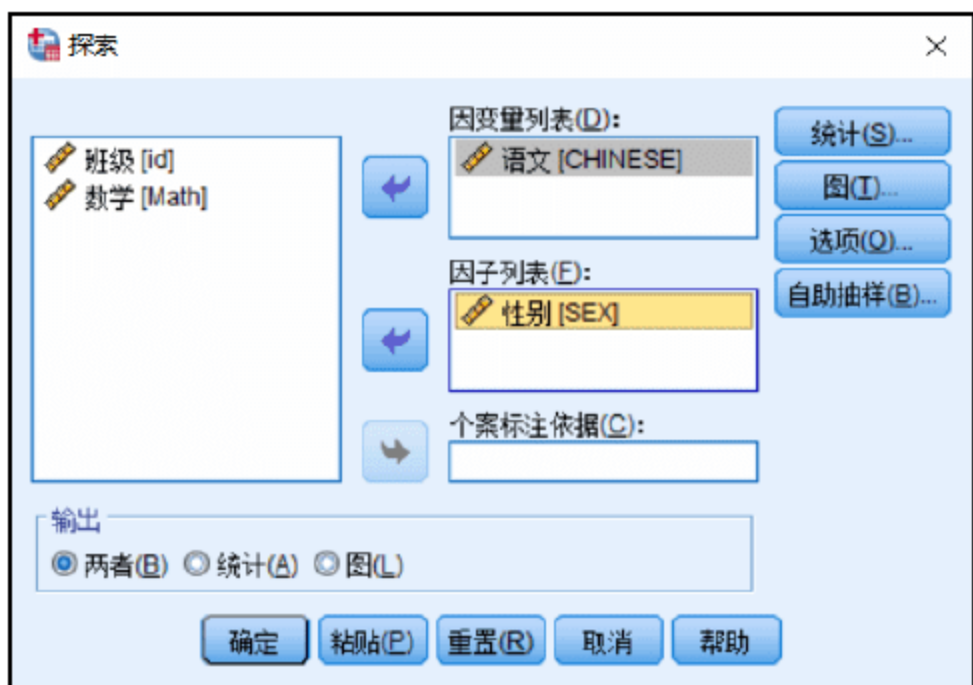 探索
班级 [id]
数学 [Math]
因变量列表(D):
语文 [CHINESE]
因子列表(F):
性别 [SEX]
个案标注依据(C):
统计(S)...
图(T)...
选项(O)...
自助抽样(B)...
输出
两者(B) 统计(A) 图(L)
确定 粘贴(P) 重置(R) 取消 帮助